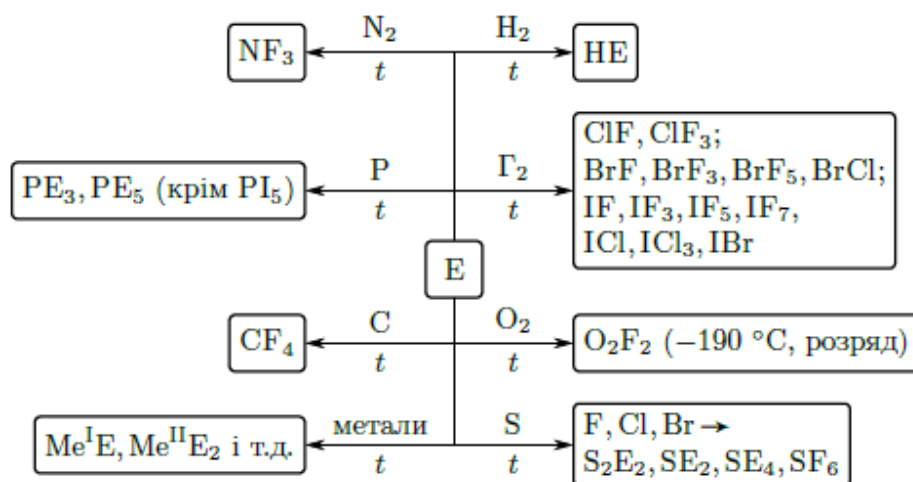 N₂ H₂
NF₃ t t HE
P Γ₂
PE₃, PE₅ (крім PI₅) t t
ClF, ClF₃;
BrF, BrF₃, BrF₅, BrCl;
IF, IF₃, IF₅, IF₇,
ICl, ICl₃, IBr
E
C O₂
CF₄ t t O₂F₂ (−190 °C, розряд)
метали S
MeᴵE, MeᴵᴵE₂ і т.д. t t
F, Cl, Br→
S₂E₂, SE₂, SE₄, SF₆